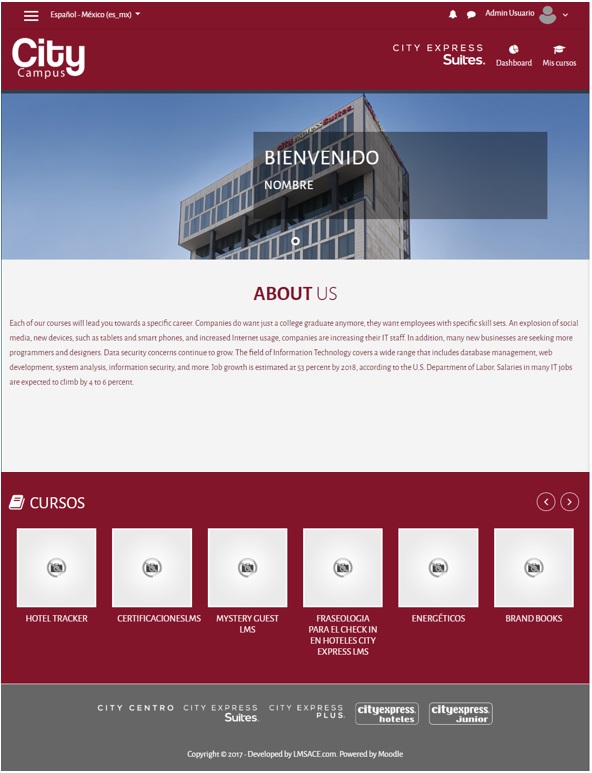 Español - México (es_mx)
Admin Usuario
City
Campus
CITY EXPRESS
Suites.
Dashboard
Mis cursos
Suites.
BIENVENIDO
NOMBRE
ABOUT US
Each of our courses will lead you towards a specific career. Companies do want just a college graduate anymore, they want employees with specific skill sets. An explosion of social
media, new devices, such as tablets and smart phones, and increased Internet usage, companies are increasing their IT staff. In addition, many new businesses are seeking more
programmers and designers. Data security concerns continue to grow. The field of Information Technology covers a wide range that includes database management, web
development, system analysis, information security, and more. Job growth is estimated at 53 percent by 2018, according to the U.S. Department of Labor. Salaries in many IT jobs
are expected to climb by 4 to 6 percent.
CURSOS
HOTEL TRACKER
CERTIFICACIONESLMS
MYSTERY GUEST
LMS
FRASEOLOGIA
PARA EL CHECK IN
EN HOTELES CITY
EXPRESS LMS
ENERGÉTICOS
BRAND BOOKS
CITY CENTRO
CITY EXPRESS
Suites.
CITY EXPRESS
PLUS.
cityexpress.
hoteles
cityexpress.
junior
Copyright © 2017 - Developed by LMSACE.com. Powered by Moodle